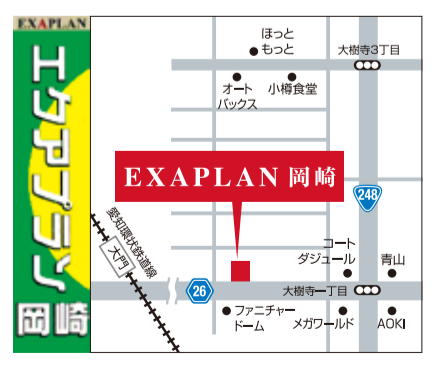 EXAPLAN
エクアプラン
岡崎
ほっと
もっと
大樹寺3丁目
オート
バックス
小樽食堂
EXAPLAN 岡崎
248
愛知環状鉄道線
大門
コート
ダジュール
青山
26
大樹寺一丁目
ファニチャー
ドーム
メガワールド
AOKI